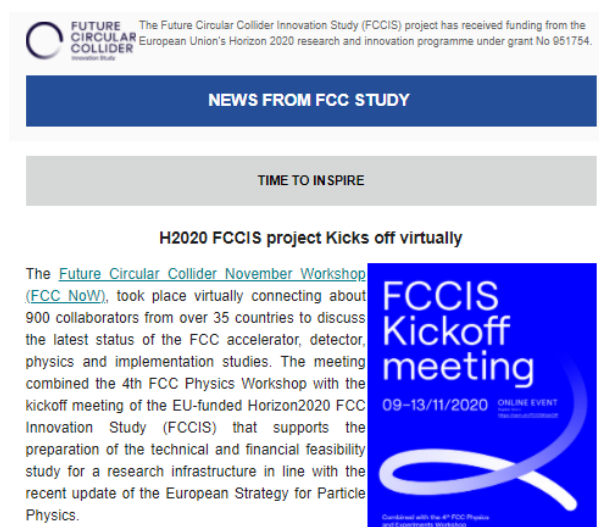 FUTURE
CIRCULAR
COLLIDER
Innovation Study
The Future Circular Collider Innovation Study (FCCIS) project has received funding from the
European Union's Horizon 2020 research and innovation programme under grant No 951754.
NEWS FROM FCC STUDY
TIME TO INSPIRE
H2020 FCCIS project Kicks off virtually
The Future Circular Collider November Workshop
(FCC NoW), took place virtually connecting about
900 collaborators from over 35 countries to discuss
the latest status of the FCC accelerator, detector,
physics and implementation studies. The meeting
combined the 4th FCC Physics Workshop with the
kickoff meeting of the EU-funded Horizon2020 FCC
Innovation Study (FCCIS) that supports the
preparation of the technical and financial feasibility
study for a research infrastructure in line with the
recent update of the European Strategy for Particle
Physics.
FCCIS
Kickoff
meeting
09–13/11/2020
ONLINE EVENT
Combined with the 4th FCC Physics
and Experiments Workshop